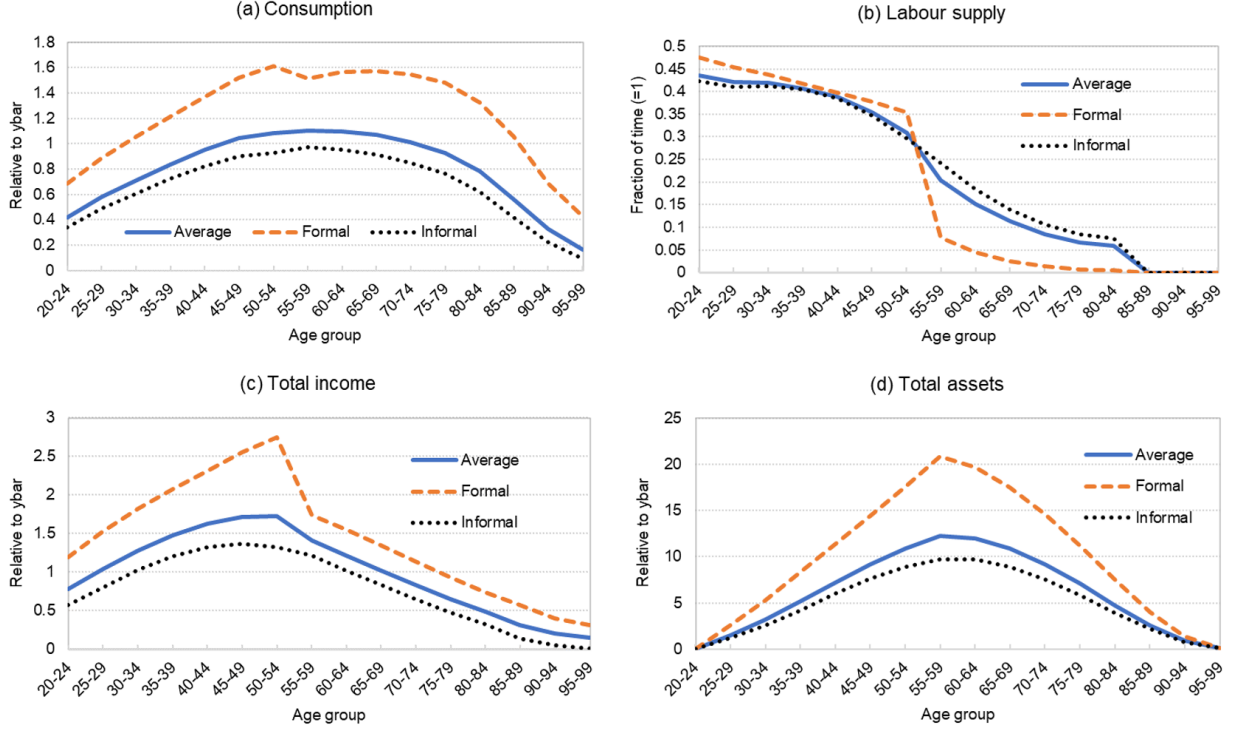 (a) Consumption
Relative to ybar
1.8
1.6
1.4
1.2
1
0.8
0.6
0.4
0.2
0
Average Formal Informal
20-24 25-29 30-34 35-39 40-44 45-49 50-54 55-59 60-64 65-69 70-74 75-79 80-84 85-89 90-94 95-99
Age group
(b) Labour supply
Fraction of time (=1)
0.5
0.45
0.4
0.35
0.3
0.25
0.2
0.15
0.1
0.05
0
Average
Formal
Informal
20-24 25-29 30-34 35-39 40-44 45-49 50-54 55-59 60-64 65-69 70-74 75-79 80-84 85-89 90-94 95-99
Age group
(c) Total income
Relative to ybar
3
2.5
2
1.5
1
0.5
0
Average
Formal
Informal
20-24 25-29 30-34 35-39 40-44 45-49 50-54 55-59 60-64 65-69 70-74 75-79 80-84 85-89 90-94 95-99
Age group
(d) Total assets
Relative to ybar
25
20
15
10
5
0
Average
Formal
Informal
20-24 25-29 30-34 35-39 40-44 45-49 50-54 55-59 60-64 65-69 70-74 75-79 80-84 85-89 90-94 95-99
Age group